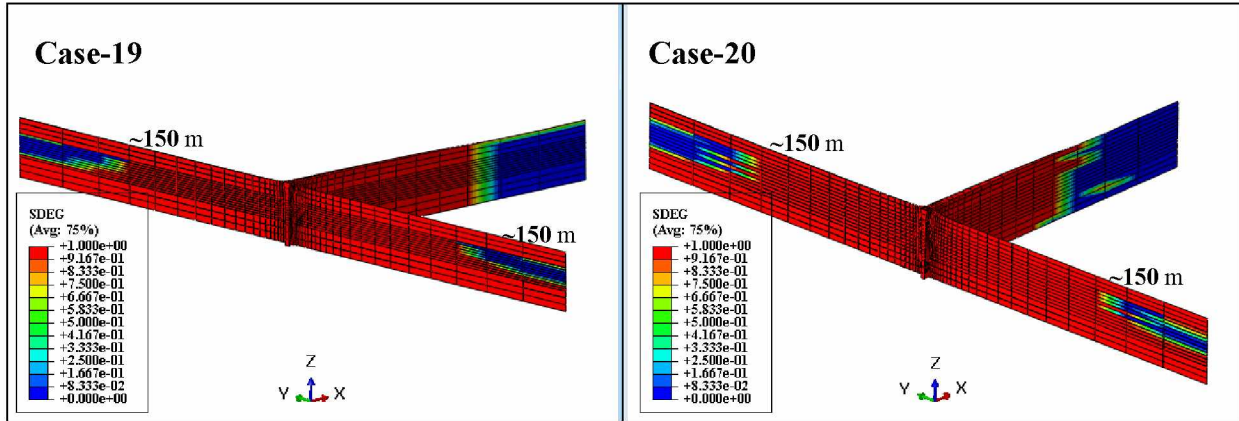 Case-19
~150 m
~150 m
SDEG
(Avg: 75%)
+1.000e+00
+9.167e-01
+8.333e-01
+7.500e-01
+6.667e-01
+5.833e-01
+5.000e-01
+4.167e-01
+3.333e-01
+2.500e-01
+1.667e-01
+8.333e-02
+0.000e+00
Z
Y X
Case-20
~150 m
~150 m
SDEG
(Avg: 75%)
+1.000e+00
+9.167e-01
+8.333e-01
+7.500e-01
+6.667e-01
+5.833e-01
+5.000e-01
+4.167e-01
+3.333e-01
+2.500e-01
+1.667e-01
+8.333e-02
+0.000e+00
Z
Y X